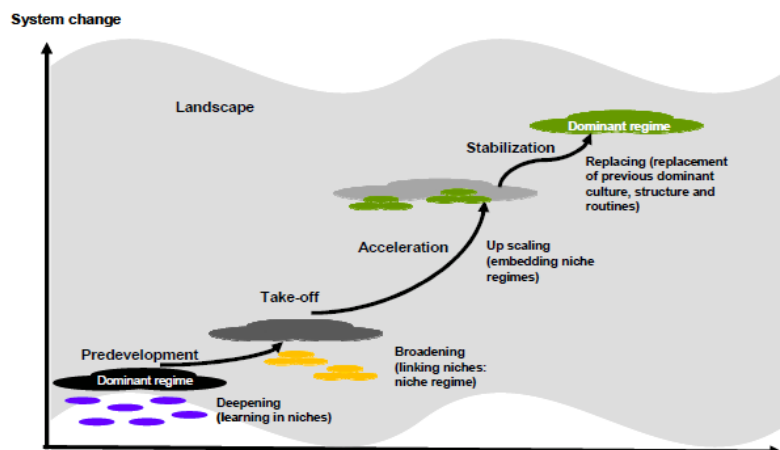 System change
Landscape
Dominant regime
Stabilization
Replacing (replacement
of previous dominant
culture, structure and
routines)
Acceleration
Up scaling
(embedding niche
regimes)
Take-off
Predevelopment
Broadening
(linking niches:
niche regime)
Dominant regime
Deepening
(learning in niches)